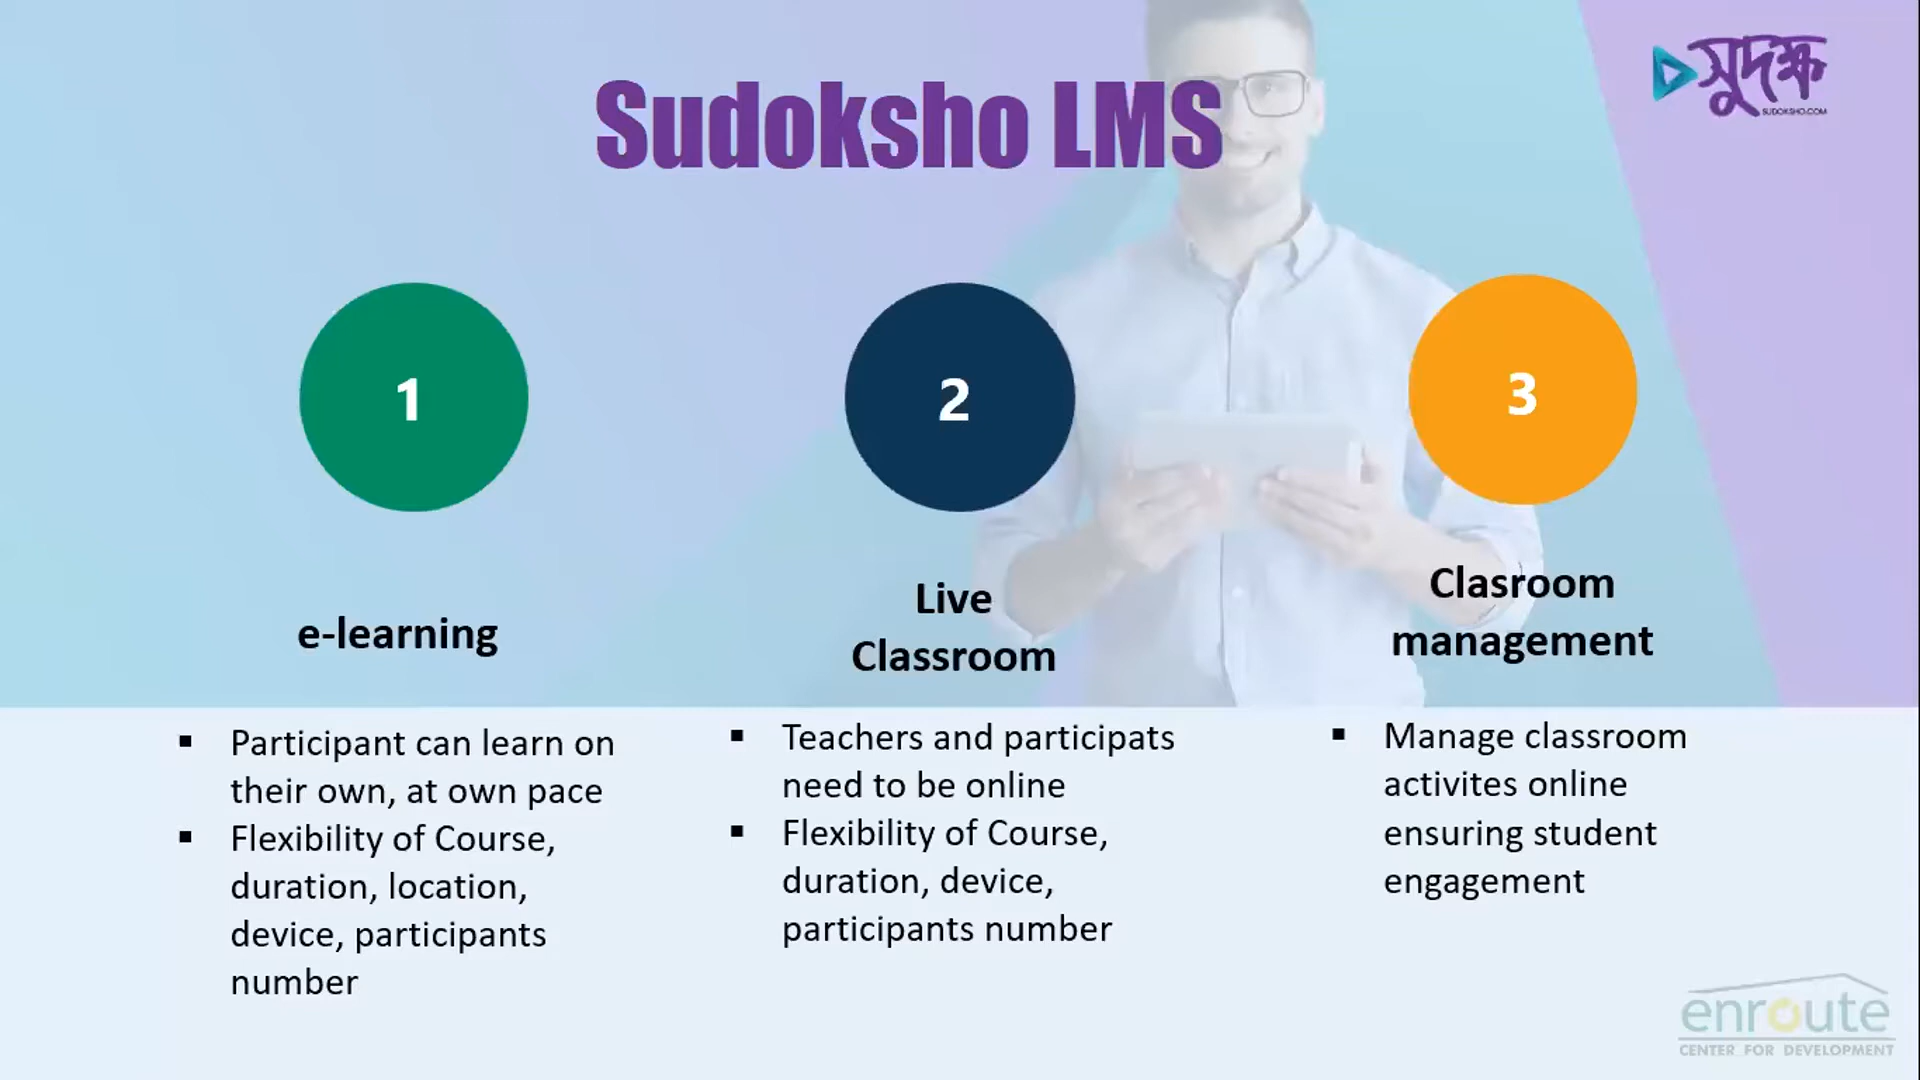 Sudoksho LMS
সুদক্ষ
SUDOKSHO.COM
1
2
3
e-learning
Live
Classroom
Clasroom
management
▪ Participant can learn on
their own, at own pace
▪ Flexibility of Course,
duration, location,
device, participants
number
▪ Teachers and participats
need to be online
▪ Flexibility of Course,
duration, device,
participants number
▪ Manage classroom
activites online
ensuring student
engagement
enroute
CENTER FOR DEVELOPMENT